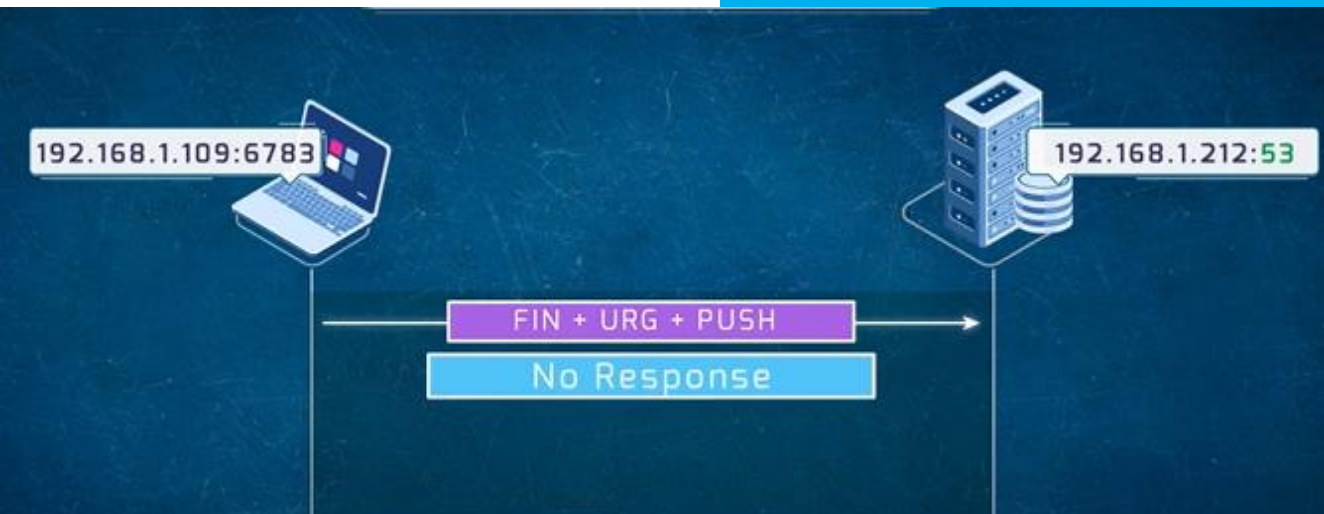 192.168.1.109:6783
192.168.1.212:53
FIN + URG + PUSH
No Response